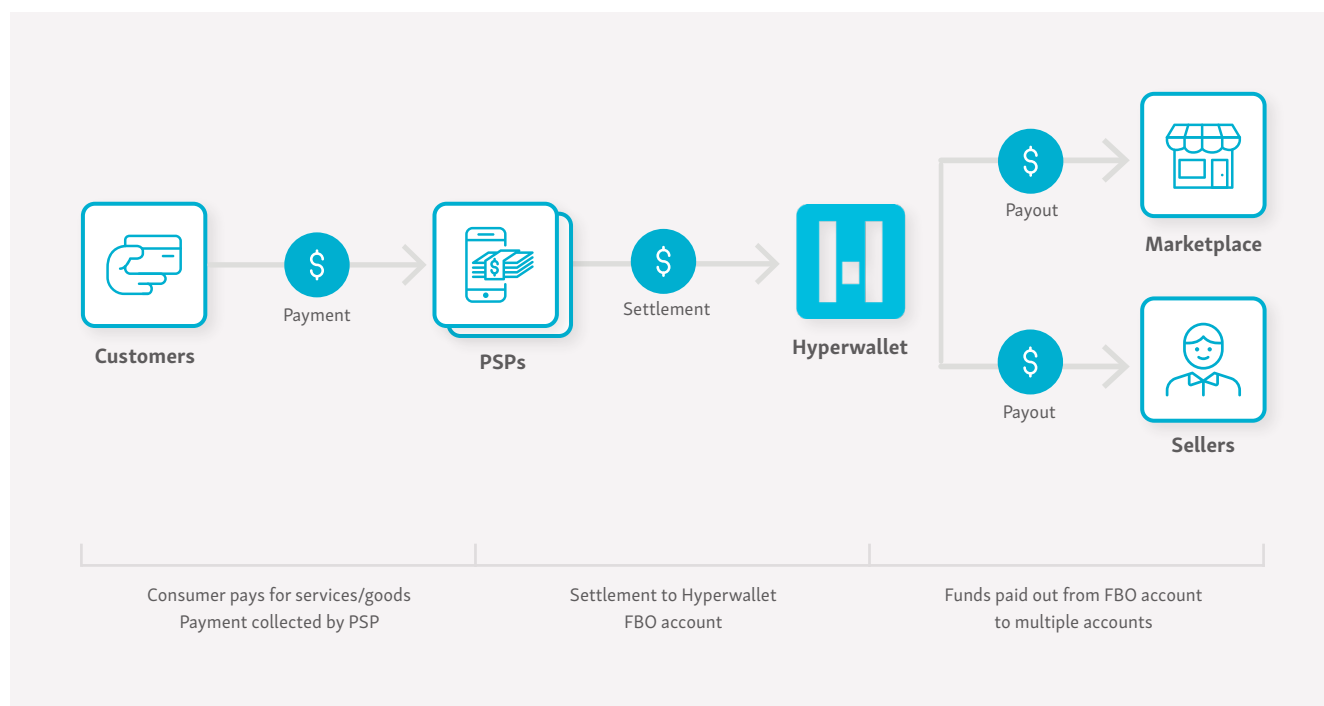 Customers
Payment
PSPs
Settlement
Hyperwallet
Payout
Marketplace
Payout
Sellers
Consumer pays for services/goods
Payment collected by PSP
Settlement to Hyperwallet
FBO account
Funds paid out from FBO account
to multiple accounts